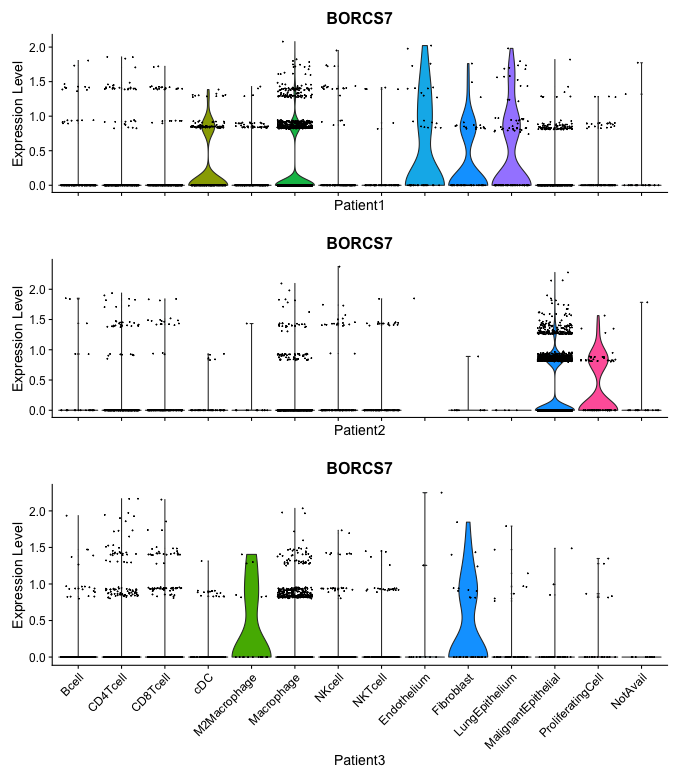 BORCS7
Expression Level
2.0
1.5
1.0
0.5
0.0
Patient1
BORCS7
Expression Level
2.0
1.5
1.0
0.5
0.0
Patient2
BORCS7
Expression Level
2.0
1.5
1.0
0.5
0.0
Bcell
CD4Tcell
CD8Tcell
cDC
M2Macrophage
Macrophage
NKcell
NKTcell
Endothelium
Fibroblast
LungEpithelium
MalignantEpithelial
ProliferatingCell
NotAvail
Patient3